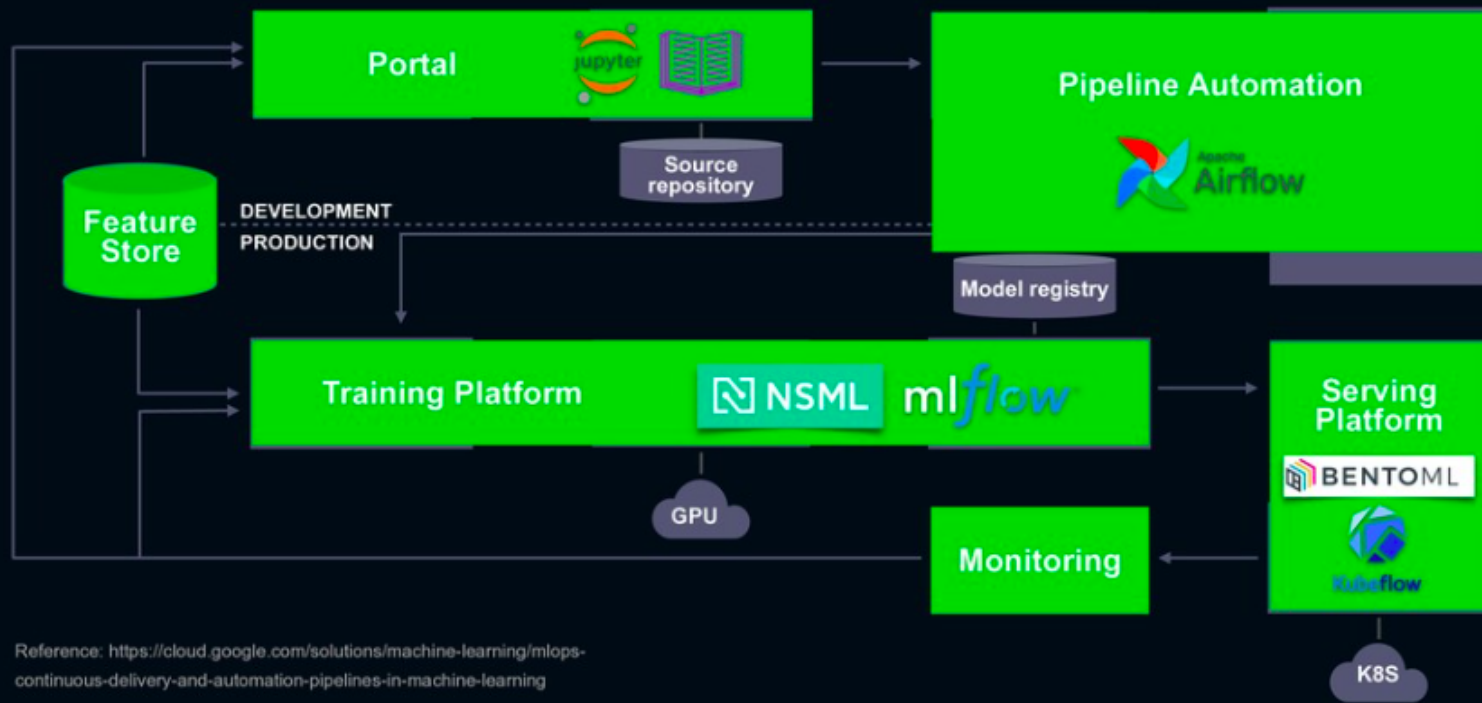 Portal
jupyter
Pipeline Automation
Apache
Airflow
Source
repository
Feature
Store
DEVELOPMENT
PRODUCTION
Model registry
Training Platform
NSML
mlflow
Serving
Platform
BENTOML
Kubeflow
GPU
Monitoring
K8S
Reference: https://cloud.google.com/solutions/machine-learning/mlops-
continuous-delivery-and-automation-pipelines-in-machine-learning